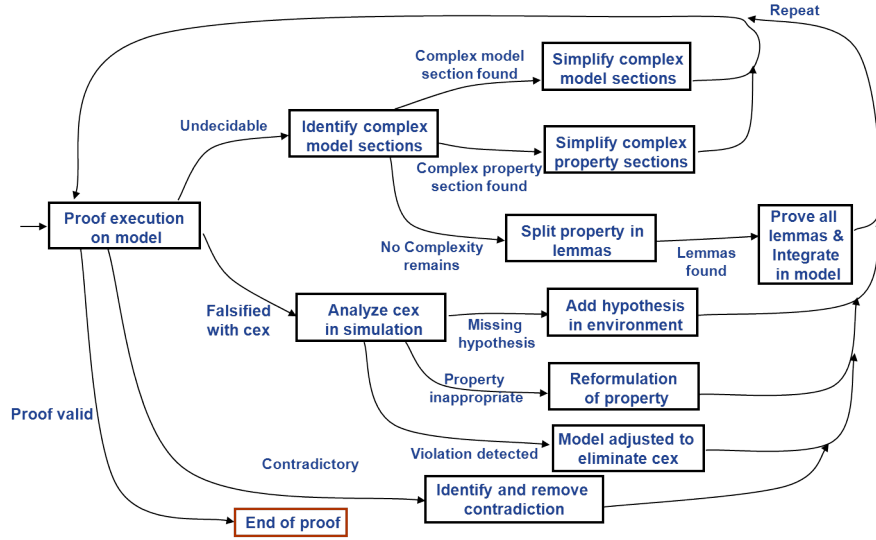 Repeat
Complex model
section found
Simplify complex
model sections
Undecidable
Identify complex
model sections
Complex property
section found
Simplify complex
property sections
Proof execution
on model
No Complexity
remains
Split property in
lemmas
Lemmas
found
Prove all
lemmas &
Integrate
in model
Falsified
with cex
Analyze cex
in simulation
Missing
hypothesis
Add hypothesis
in environment
Property
inappropriate
Reformulation
of property
Violation detected
Model adjusted to
eliminate cex
Proof valid
Contradictory
Identify and remove
contradiction
End of proof